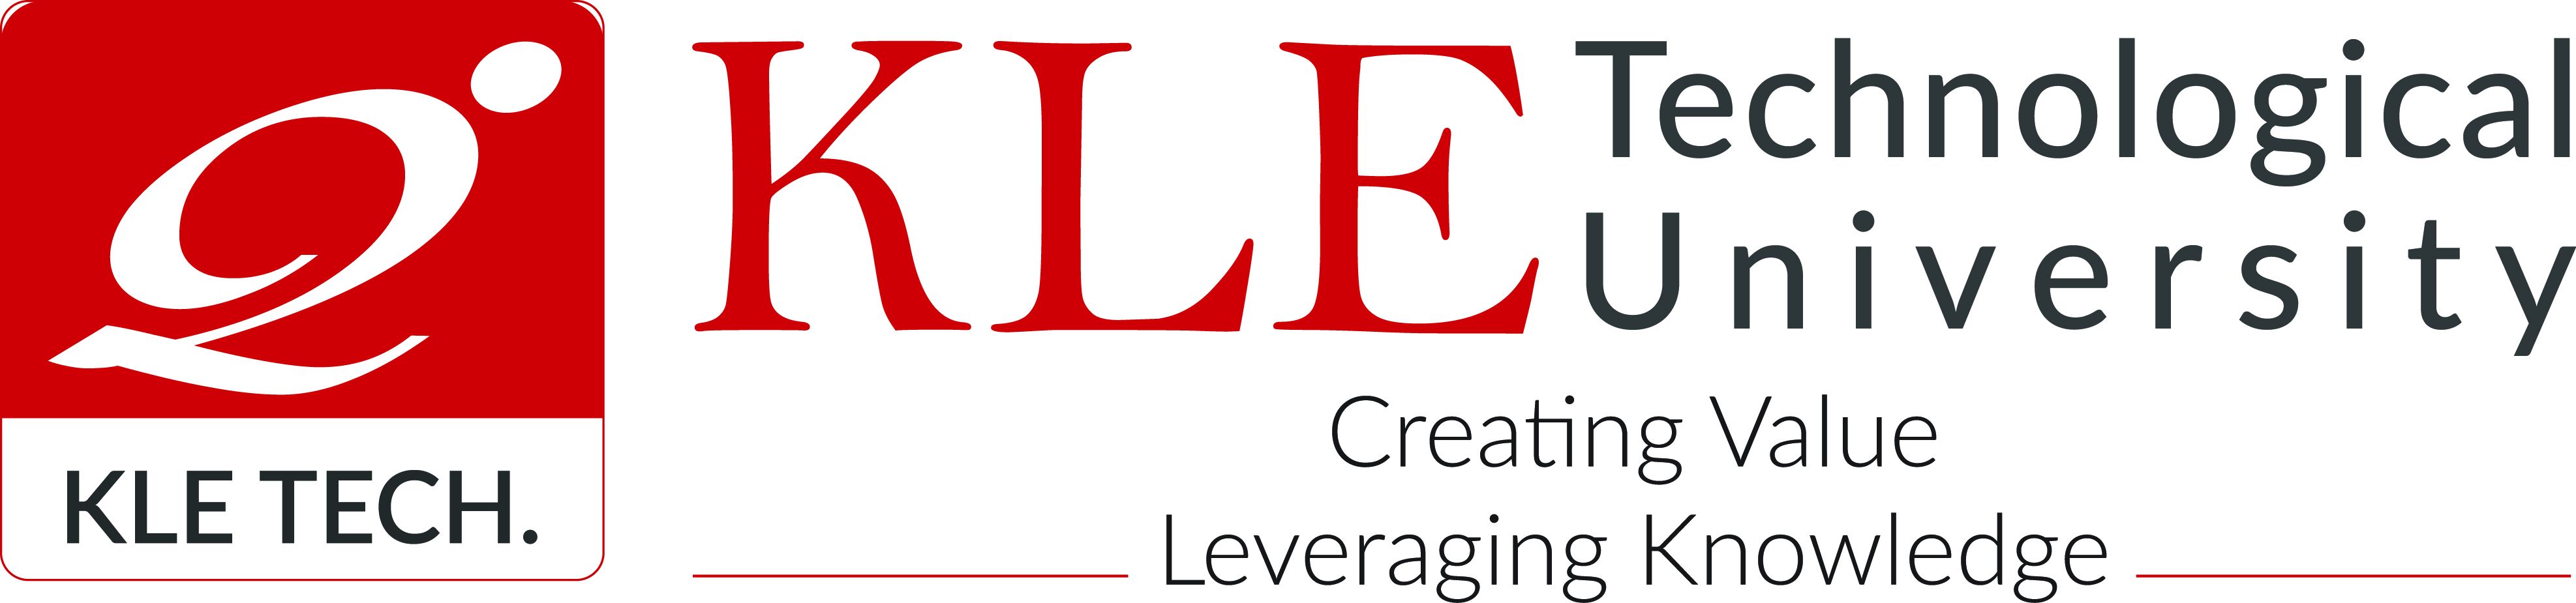 KLE TECH.
KLE Technological
University
Creating Value
Leveraging Knowledge